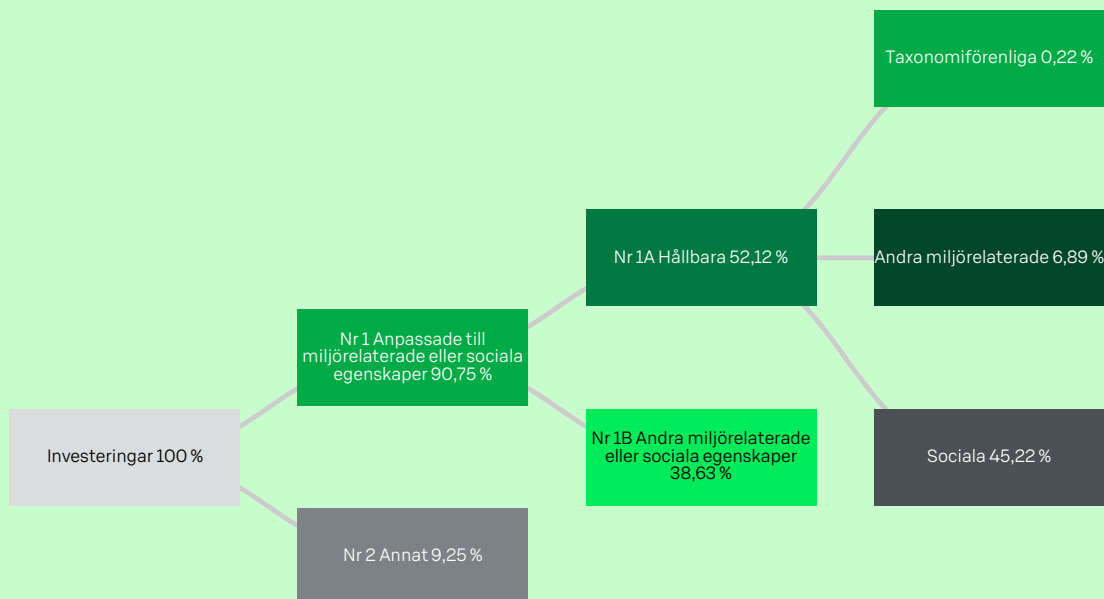 Taxonomiförenliga 0,22 %
Nr 1A Hållbara 52,12 %
Andra miljörelaterade 6,89 %
Nr 1 Anpassade till
miljörelaterade eller sociala
egenskaper 90,75 %
Investeringar 100 %
Nr 1B Andra miljörelaterade
eller sociala egenskaper
38,63 %
Sociala 45,22 %
Nr 2 Annat 9,25 %